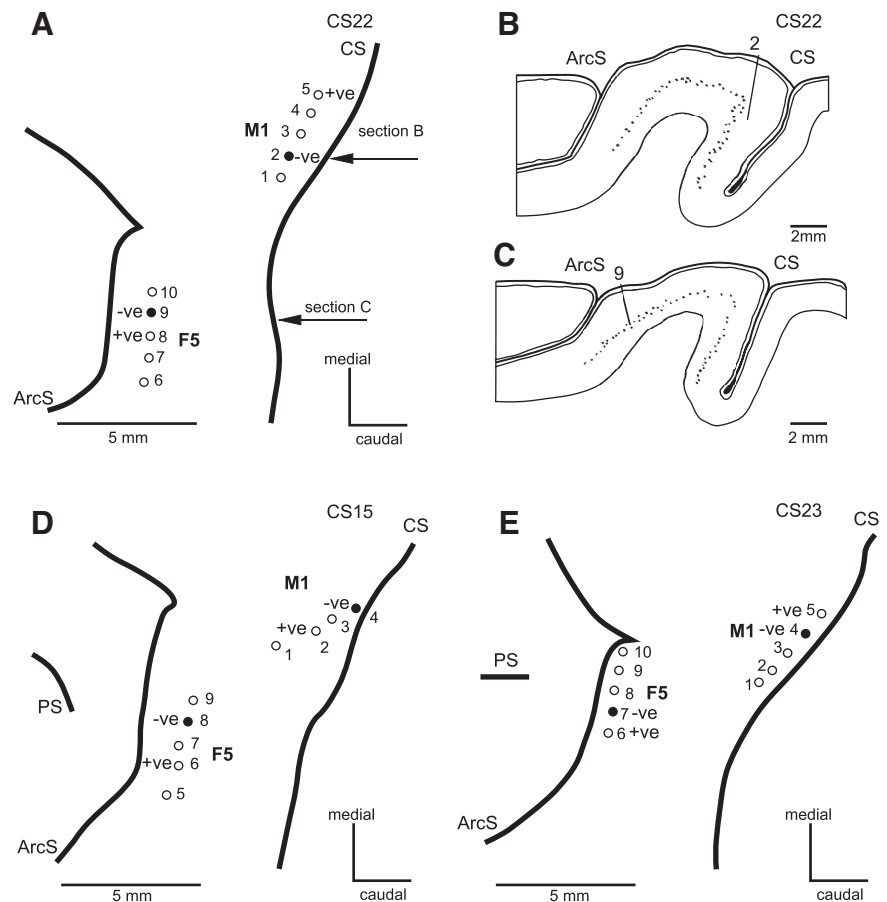 A
CS22
CS
5 +ve
4
M1 3
section B
2 -ve
1
10
-ve 9
section C
+ve 8 F5
7
6
medial
ArcS
5 mm
caudal
B
CS22
2
ArcS
CS
2mm
C
ArcS 9
CS
2 mm
D
CS15
CS
M1
-ve
4
+ve 3
2
1
PS
9
-ve 8
7 F5
+ve 6
5
ArcS
medial
5 mm
caudal
E
CS23
CS
+ve 5
M1 -ve 4
3
2
1
10
PS
9
8 F5
7 -ve
6 +ve
ArcS
medial
5 mm
caudal